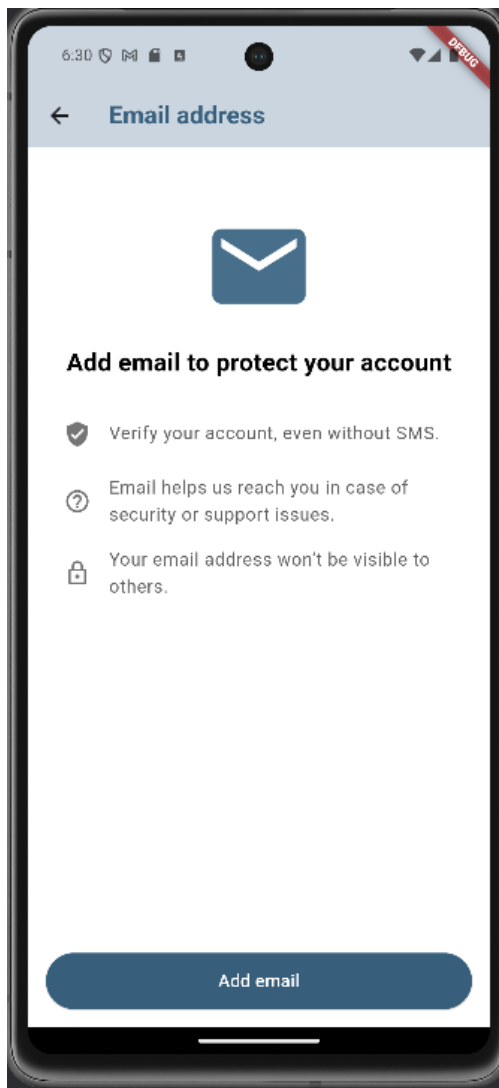 6:30
DEBUG
Email address
Add email to protect your account
Verify your account, even without SMS.
Email helps us reach you in case of
security or support issues.
Your email address won't be visible to
others.
Add email